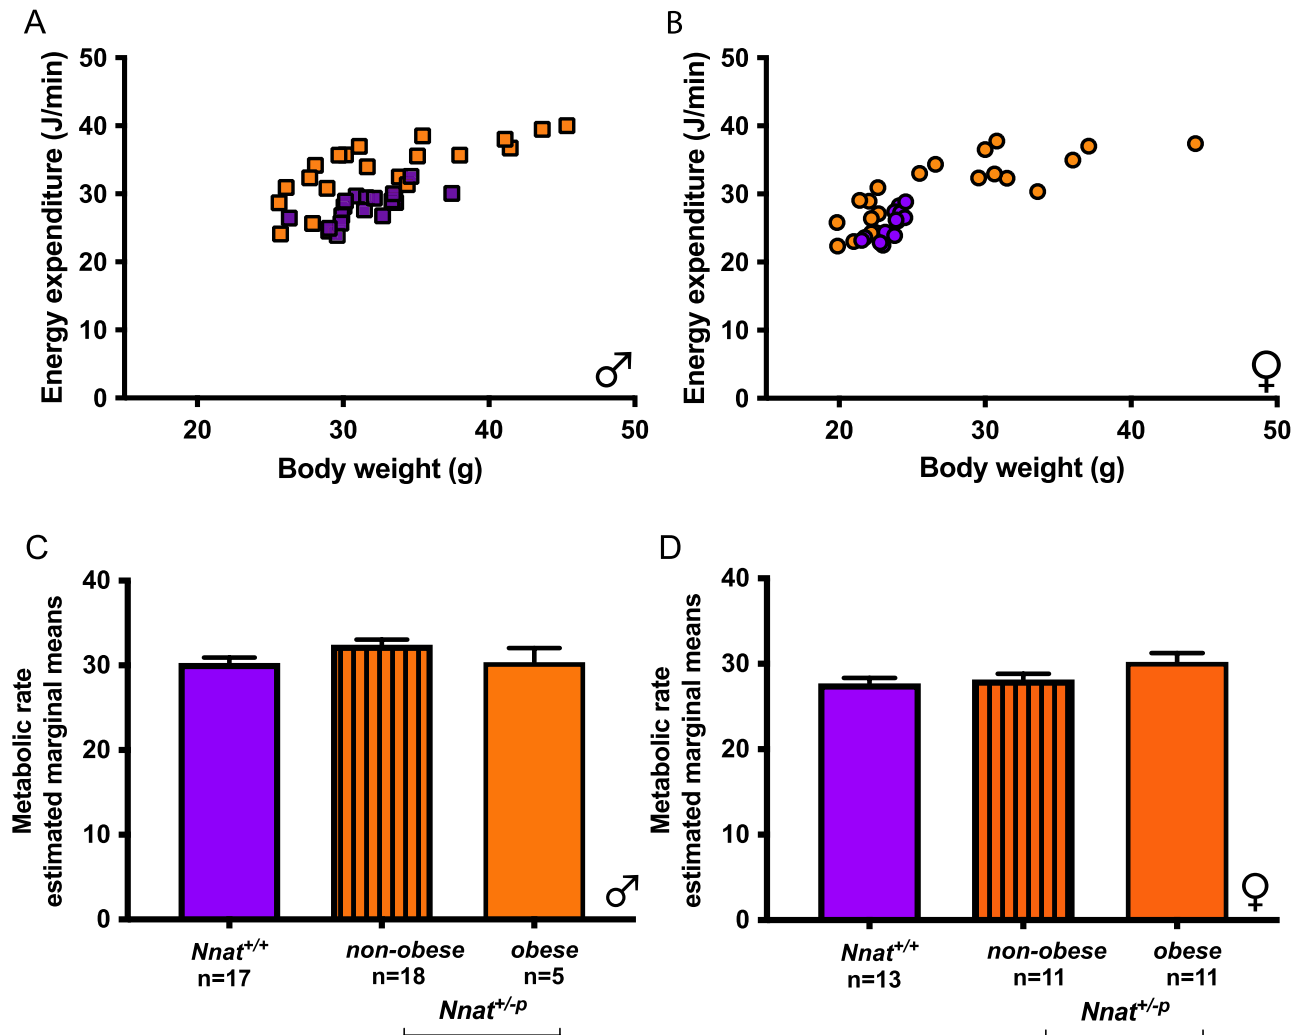 A
Energy expenditure (J/min)
50
40
30
20
10
0
20 30 40 50
Body weight (g)
♂
B
Energy expenditure (J/min)
50
40
30
20
10
0
20 30 40 50
Body weight (g)
♀
C
Metabolic rate
estimated marginal means
40
30
20
10
0
♂
Nnat+/+ non-obese obese
n=17 n=18 n=5
Nnat+/-p
D
Metabolic rate
estimated marginal means
40
30
20
10
0
♀
Nnat+/+ non-obese obese
n=13 n=11 n=11
Nnat+/-p